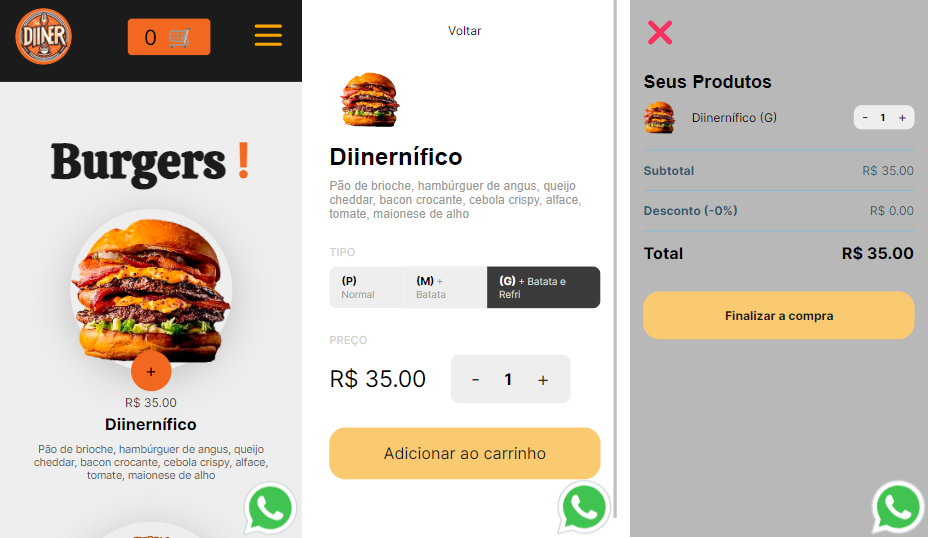 DIINER
0
Burgers !
+
R$ 35.00
Diinernífico
Pão de brioche, hambúrguer de angus, queijo
cheddar, bacon crocante, cebola crispy, alface,
tomate, maionese de alho
Voltar
Diinernífico
Pão de brioche, hambúrguer de angus, queijo
cheddar, bacon crocante, cebola crispy, alface,
tomate, maionese de alho
TIPO
(P)
Normal
(M) +
Batata
(G) + Batata e
Refri
PREÇO
R$ 35.00 - 1 +
Adicionar ao carrinho
Seus Produtos
Diinernífico (G) - 1 +
Subtotal R$ 35.00
Desconto (-0%) R$ 0.00
Total R$ 35.00
Finalizar a compra